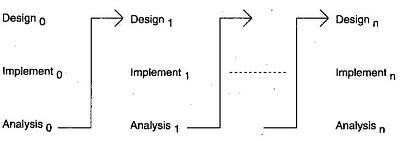 Design 0 Design 1 Design n
Implement 0 Implement 1 Implement n
Analysis 0 Analysis 1 Analysis n